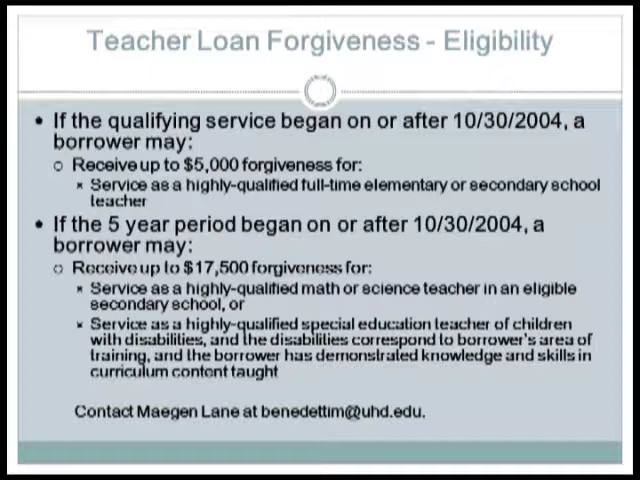 Teacher Loan Forgiveness - Eligibility
• If the qualifying service began on or after 10/30/2004, a
borrower may:
○ Receive up to $5,000 forgiveness for:
× Service as a highly-qualified full-time elementary or secondary school
teacher
• If the 5 year period began on or after 10/30/2004, a
borrower may:
○ Receive up to $17,500 forgiveness for:
× Service as a highly-qualified math or science teacher in an eligible
secondary school, or
× Service as a highly-qualified special education teacher of children
with disabilities, and the disabilities correspond to borrower's area of
training, and the borrower has demonstrated knowledge and skills in
curriculum content taught
Contact Maegen Lane at benedettim@uhd.edu.